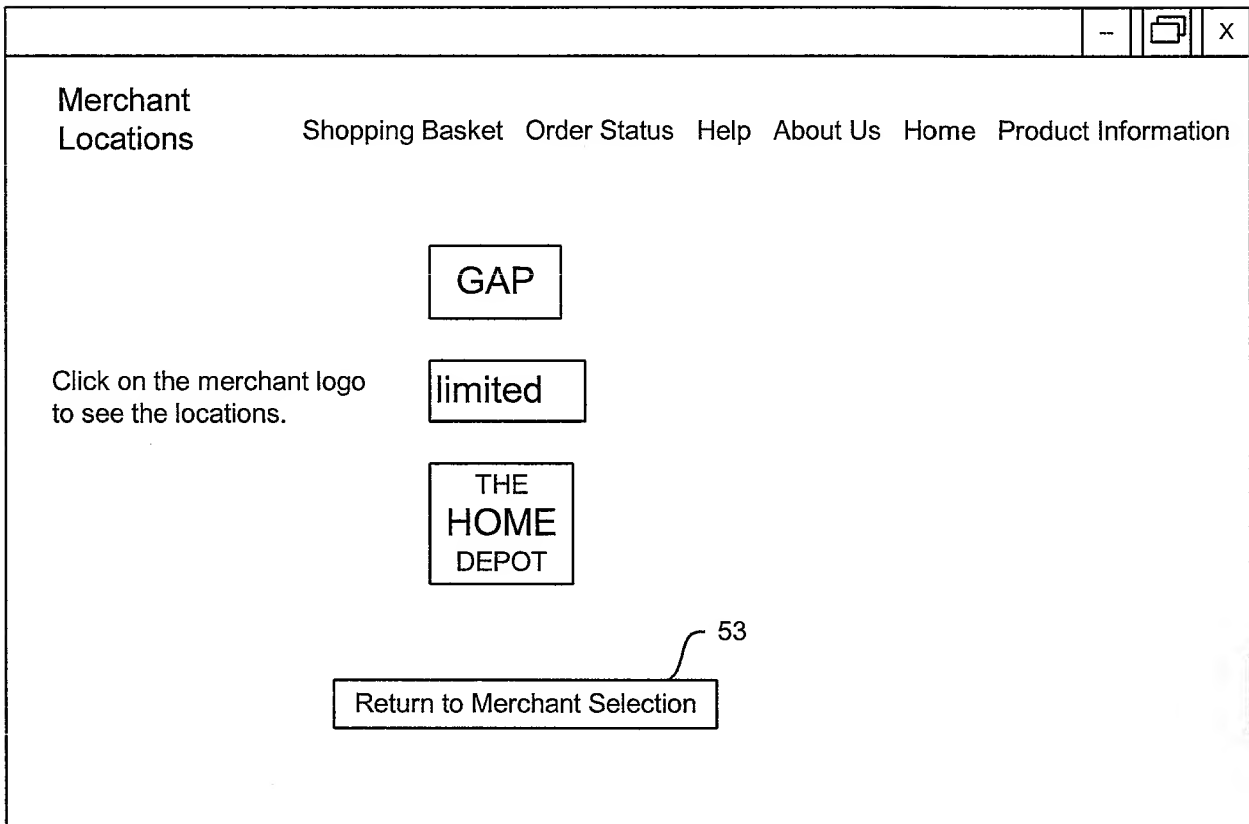 -- X
Merchant
Locations
Shopping Basket Order Status Help About Us Home Product Information
GAP
Click on the merchant logo
to see the locations.
limited
THE
HOME
DEPOT
53
Return to Merchant Selection